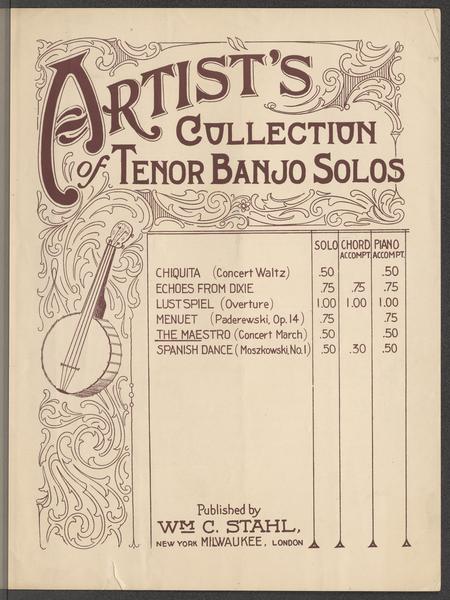 ARTIST'S
COLLECTION
of TENOR BANJO SOLOS
SOLO CHORD ACCOMPT. PIANO ACCOMPT.
CHIQUITA (Concert Waltz) .50 .50
ECHOES FROM DIXIE .75 .75 .75
LUSTSPIEL (Overture) 1.00 1.00 1.00
MENUET (Paderewski, Op. 14) .75 .75
THE MAESTRO (Concert March) .50 .50
SPANISH DANCE (Moszkowski, No. 1) .50 .30 .50
Published by
WM C. STAHL,
NEW YORK MILWAUKEE, LONDON